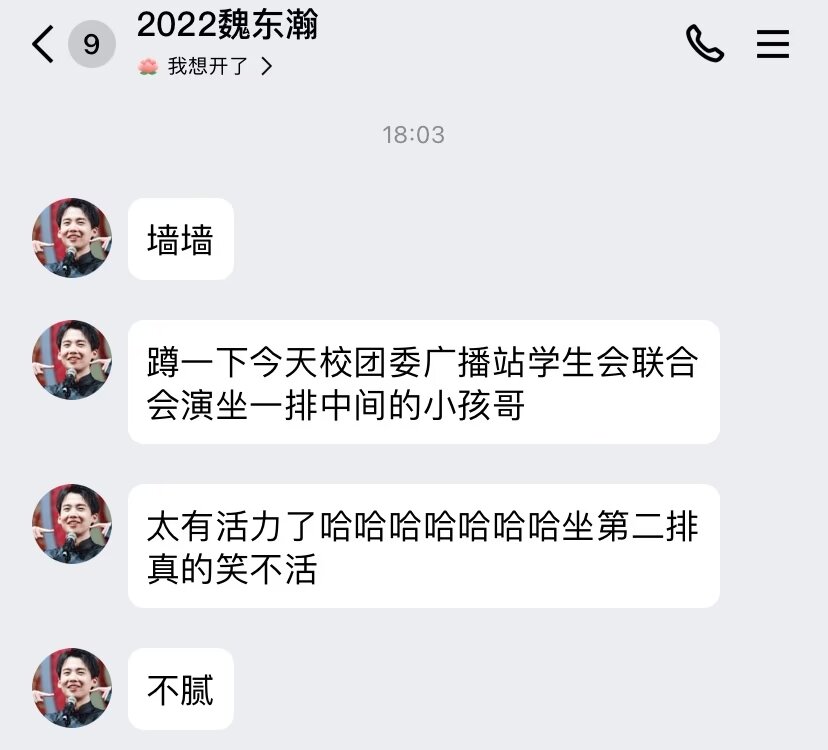 9
2022魏东瀚
我想开了
18:03
墙墙
蹲一下今天校团委广播站学生会联合
会演坐一排中间的小孩哥
太有活力了哈哈哈哈哈哈哈坐第二排
真的笑不活
不腻